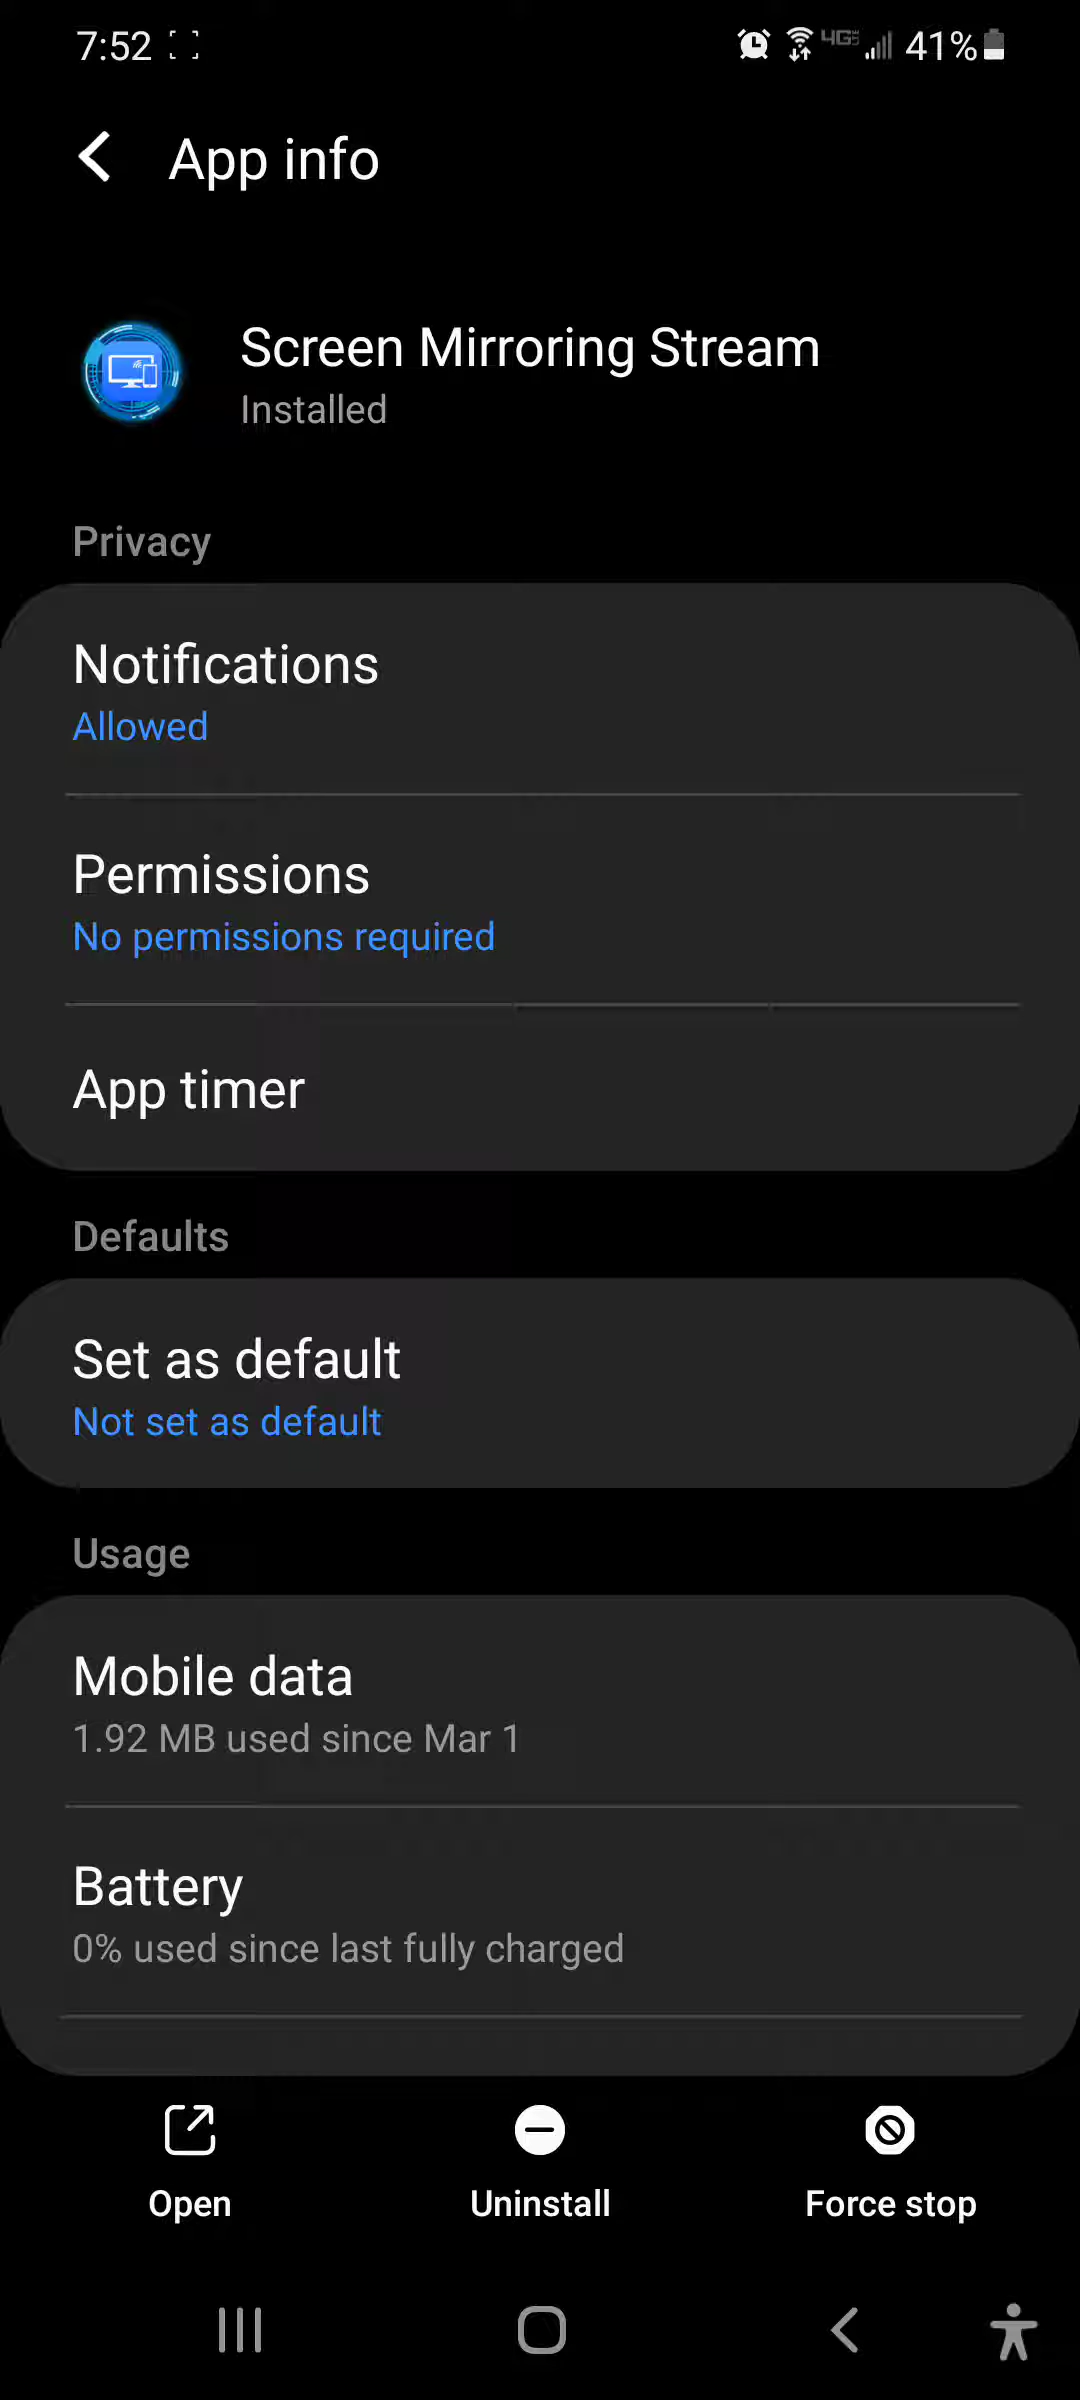 7:52 4GE 41%
App info
Screen Mirroring Stream
Installed
Privacy
Notifications
Allowed
Permissions
No permissions required
App timer
Defaults
Set as default
Not set as default
Usage
Mobile data
1.92 MB used since Mar 1
Battery
0% used since last fully charged
Open Uninstall Force stop